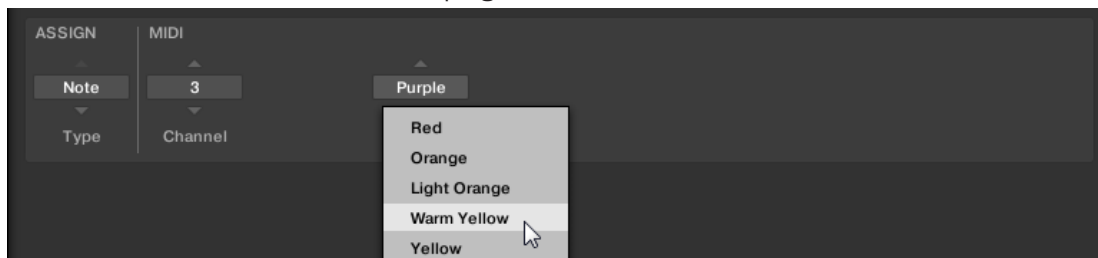 ASSIGN MIDI
Note 3 Purple
Type Channel
Red
Orange
Light Orange
Warm Yellow
Yellow